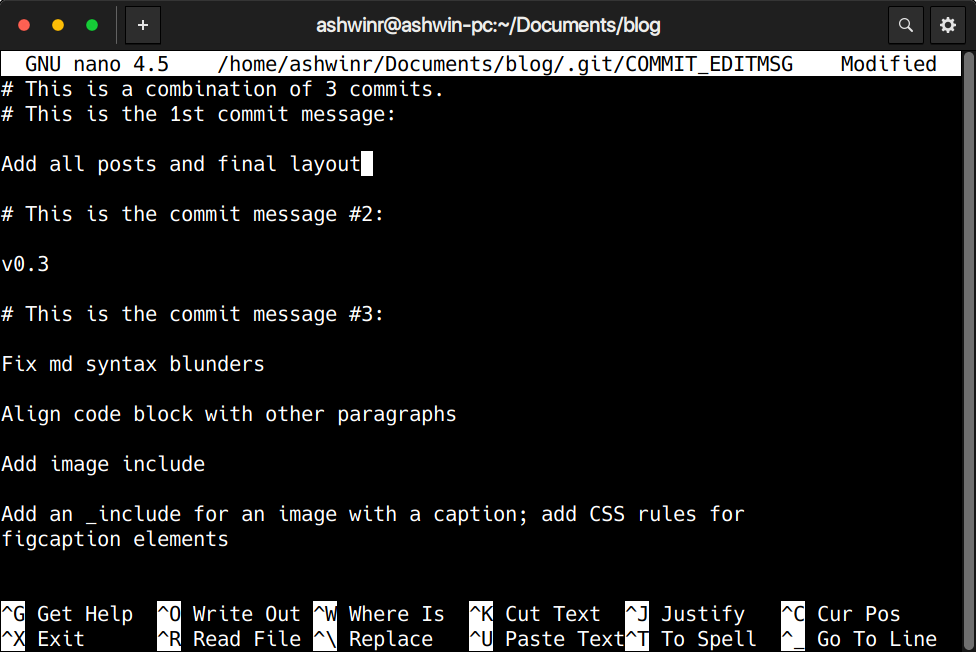 +
ashwinr@ashwin-pc:~/Documents/blog
GNU nano 4.5 /home/ashwinr/Documents/blog/.git/COMMIT_EDITMSG Modified
# This is a combination of 3 commits.
# This is the 1st commit message:
Add all posts and final layout
# This is the commit message #2:
v0.3
# This is the commit message #3:
Fix md syntax blunders
Align code block with other paragraphs
Add image include
Add an _include for an image with a caption; add CSS rules for
figcaption elements
^G Get Help ^O Write Out ^W Where Is ^K Cut Text ^J Justify ^C Cur Pos
^X Exit ^R Read File ^\ Replace ^U Paste Text ^T To Spell ^_ Go To Line